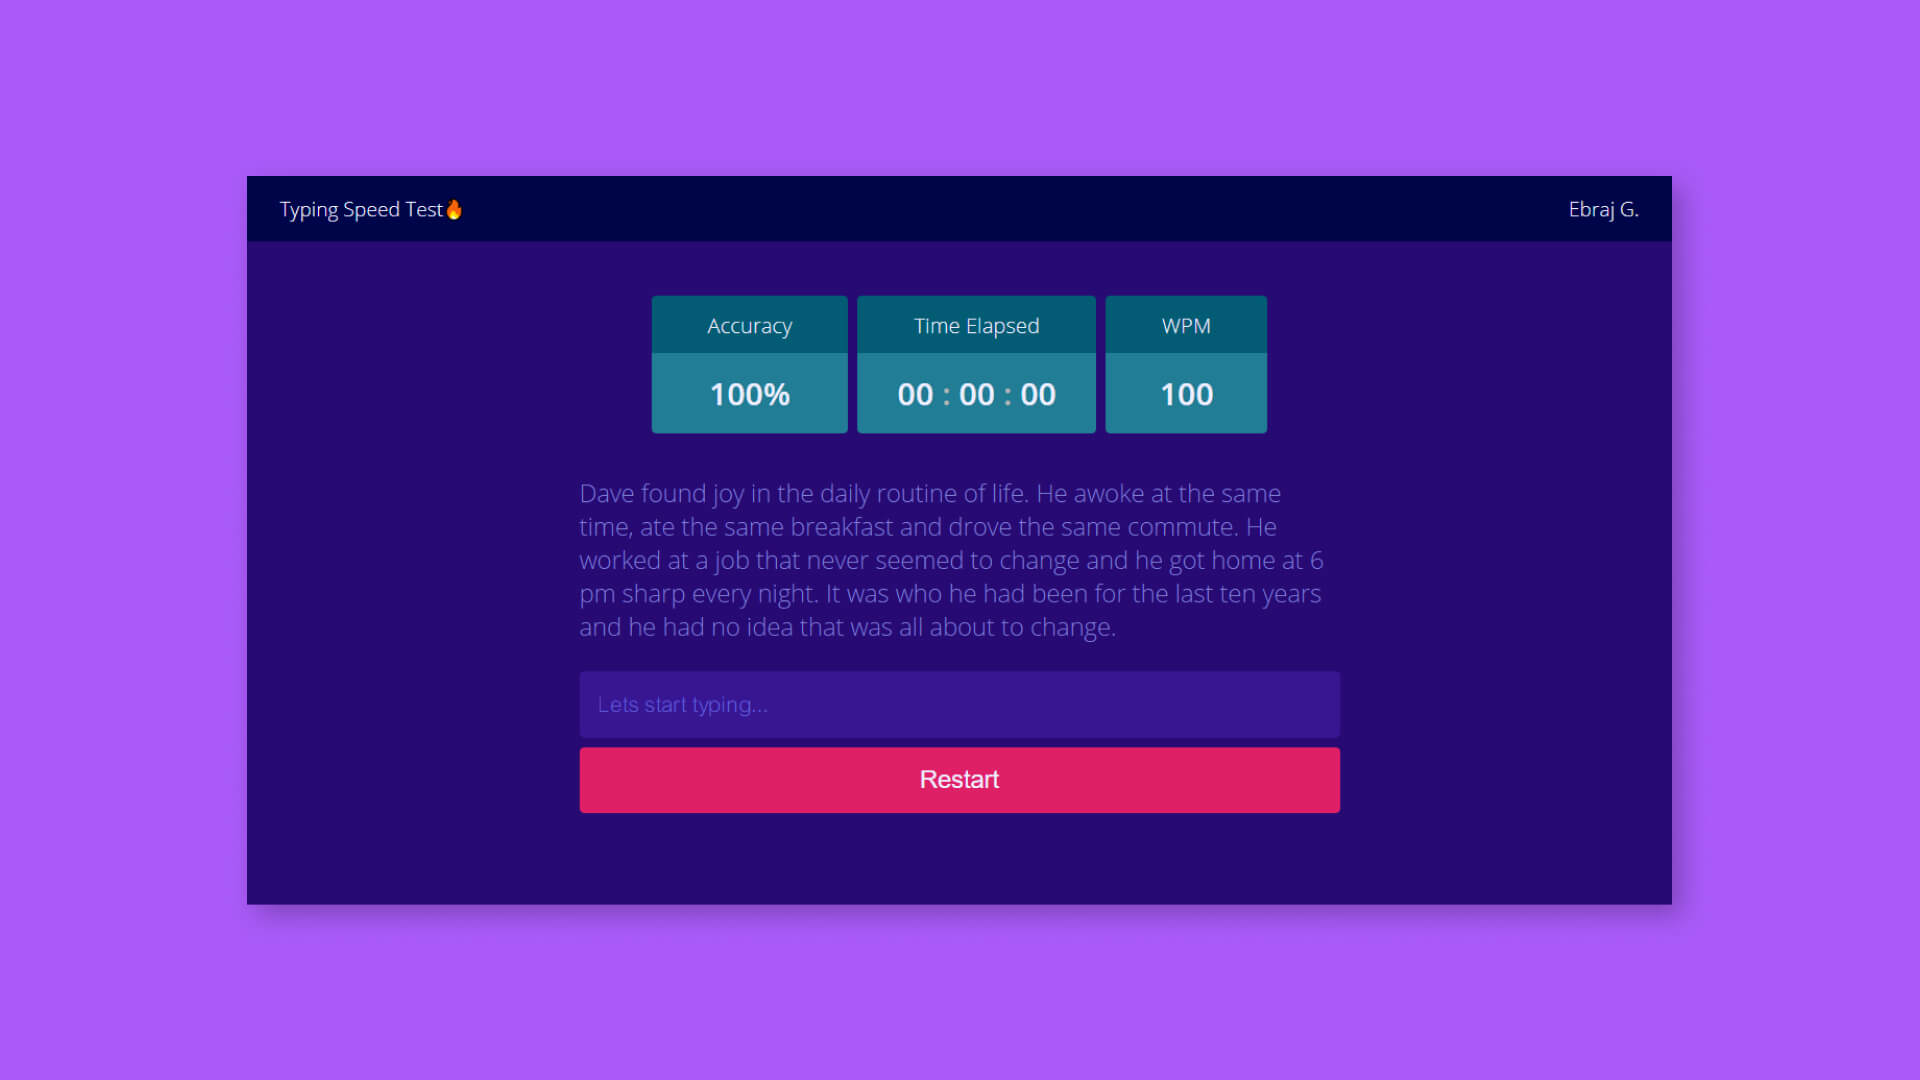 Typing Speed Test🔥 Ebraj G.
Accuracy Time Elapsed WPM
100% 00 : 00 : 00 100
Dave found joy in the daily routine of life. He awoke at the same
time, ate the same breakfast and drove the same commute. He
worked at a job that never seemed to change and he got home at 6
pm sharp every night. It was who he had been for the last ten years
and he had no idea that was all about to change.
Lets start typing...
Restart